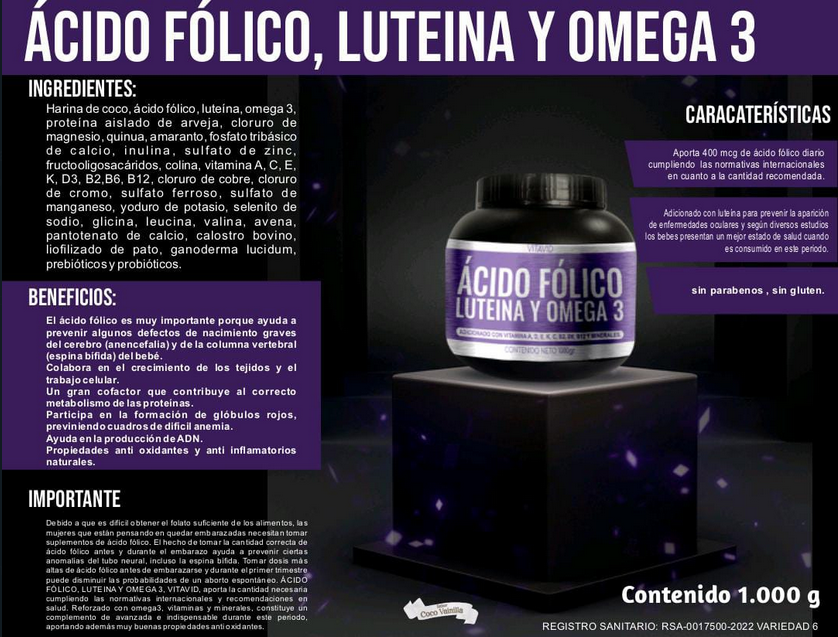 ÁCIDO FÓLICO, LUTEINA Y OMEGA 3
INGREDIENTES:
Harina de coco, ácido fólico, luteína, omega 3,
proteína aislado de arveja, cloruro de
magnesio, quinua, amaranto, fosfato tribásico
de calcio, inulina, sulfato de zinc,
fructooligosacáridos, colina, vitamina A, C, E,
K, D3, B2,B6, B12, cloruro de cobre, cloruro
de cromo, sulfato ferroso, sulfato de
manganeso, yoduro de potasio, selenito de
sodio, glicina, leucina, valina, avena,
pantotenato de calcio, calostro bovino,
liofilizado de pato, ganoderma lucidum,
prebióticos y probióticos.
BENEFICIOS:
El ácido fólico es muy importante porque ayuda a
prevenir algunos defectos de nacimiento graves
del cerebro (anencefalia) y de la columna vertebral
(espina bífida) del bebé.
Colabora en el crecimiento de los tejidos y el
trabajo celular.
Un gran cofactor que contribuye al correcto
metabolismo de las proteinas.
Participa en la formación de glóbulos rojos,
previniendo cuadros de dificil anemia.
Ayuda en la producción de ADN.
Propiedades anti oxidantes y anti inflamatorios
naturales.
IMPORTANTE
Debido a que es difícil obtener el folato suficiente de los alimentos, las
mujeres que están pensando en quedar embarazadas necesitan tomar
suplementos de ácido fólico. El hecho de tomar la cantidad correcta de
ácido fólico antes y durante el embarazo ayuda a prevenir ciertas
anomalías del tubo neural, incluso la espina bífida. Tomar dosis más
altas de ácido fólico antes de embarazarse y durante el primer trimestre
puede disminuir las probabilidades de un aborto espontáneo. ÁCIDO
FÓLICO, LUTEINA Y OMEGA 3, VITAVID, aporta la cantidad necesaria
cumpliendo las normativas internacionales y recomendaciones en
salud. Reforzado con omega3, vitaminas y minerales, constituye un
complemento de avanzada e indispensable durante este período,
aportando además muy buenas propiedades antioxidantes.
CARACATERÍSTICAS
Aporta 400 mcg de ácido fólico diario
cumpliendo las normativas internacionales
en cuanto a la cantidad recomendada.
Adicionado con luteína para prevenir la aparición
de enfermedades oculares y según diversos estudios
los bebes presentan un mejor estado de salud cuando
es consumido en este periodo.
sin parabenos , sin gluten.
VITAVID
ÁCIDO FÓLICO
LUTEINA Y OMEGA 3
ADICIONADO CON VITAMINA A, D, E, K, C, B2, B6, B12 Y MINERALES
CONTENIDO NETO
Coco Vainilla
Contenido 1.000 g
REGISTRO SANITARIO: RSA-0017500-2022 VARIEDAD 6